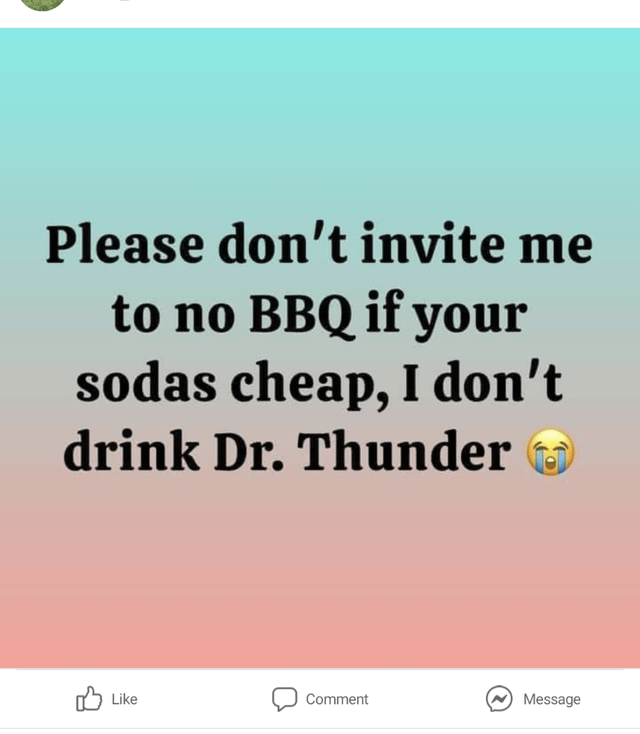 Please don't invite me
to no BBQ if your
sodas cheap, I don't
drink Dr. Thunder 😭
Like Comment Message